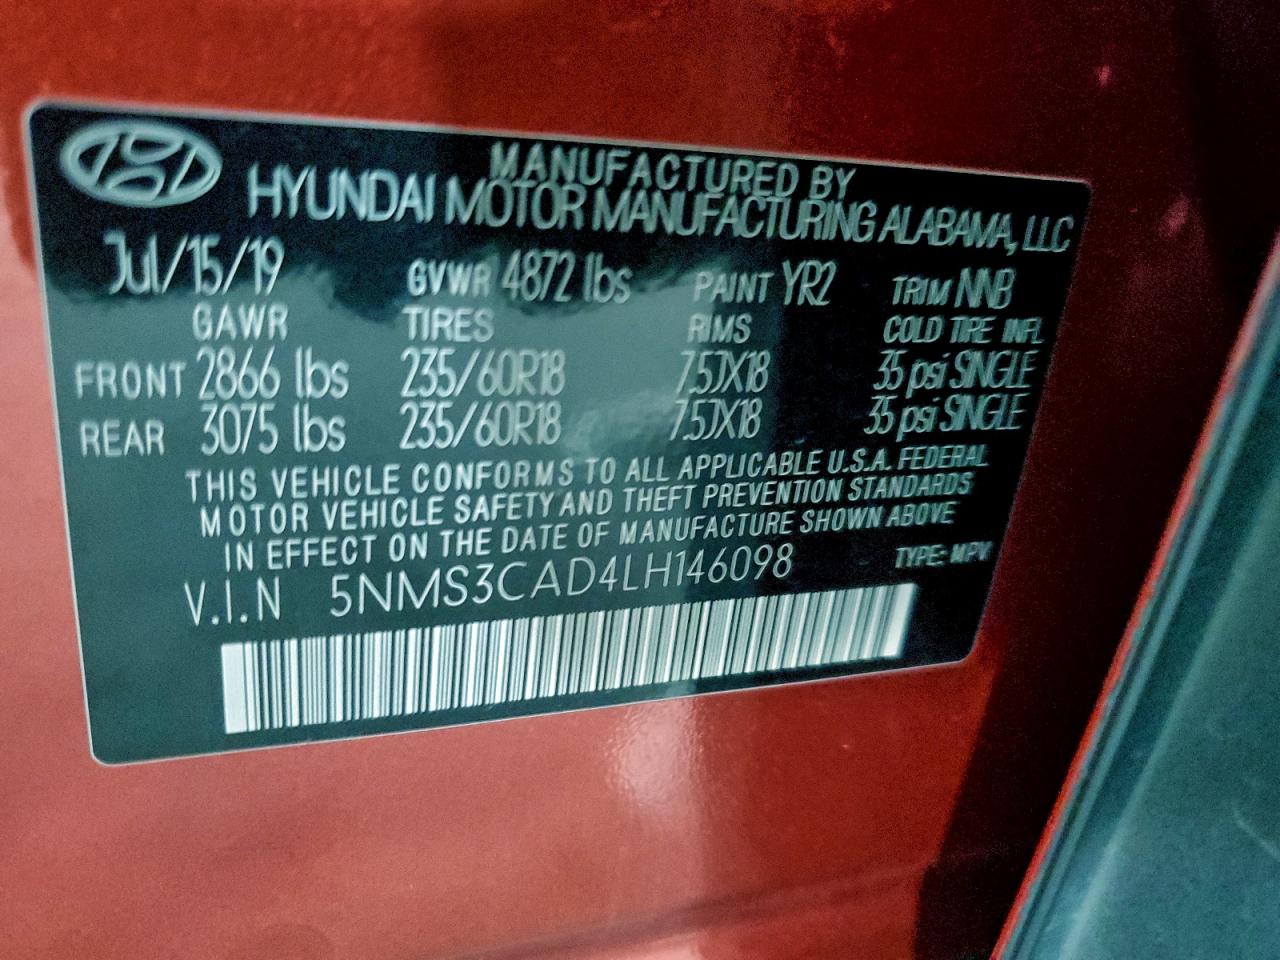 MANUFACTURED BY
HYUNDAI MOTOR MANUFACTURING ALABAMA, LLC
Jul/15/19 GVWR 4872 lbs PAINT YR2 TRIM NNB
GAWR TIRES RIMS COLD TIRE INFL
FRONT 2866 lbs 235/60R18 7.5JX18 35 psi SINGLE
REAR 3075 lbs 235/60R18 7.5JX18 35 psi SINGLE
THIS VEHICLE CONFORMS TO ALL APPLICABLE U.S.A. FEDERAL
MOTOR VEHICLE SAFETY AND THEFT PREVENTION STANDARDS
IN EFFECT ON THE DATE OF MANUFACTURE SHOWN ABOVE
V.I.N 5NMS3CAD4LH146098 TYPE: MPV